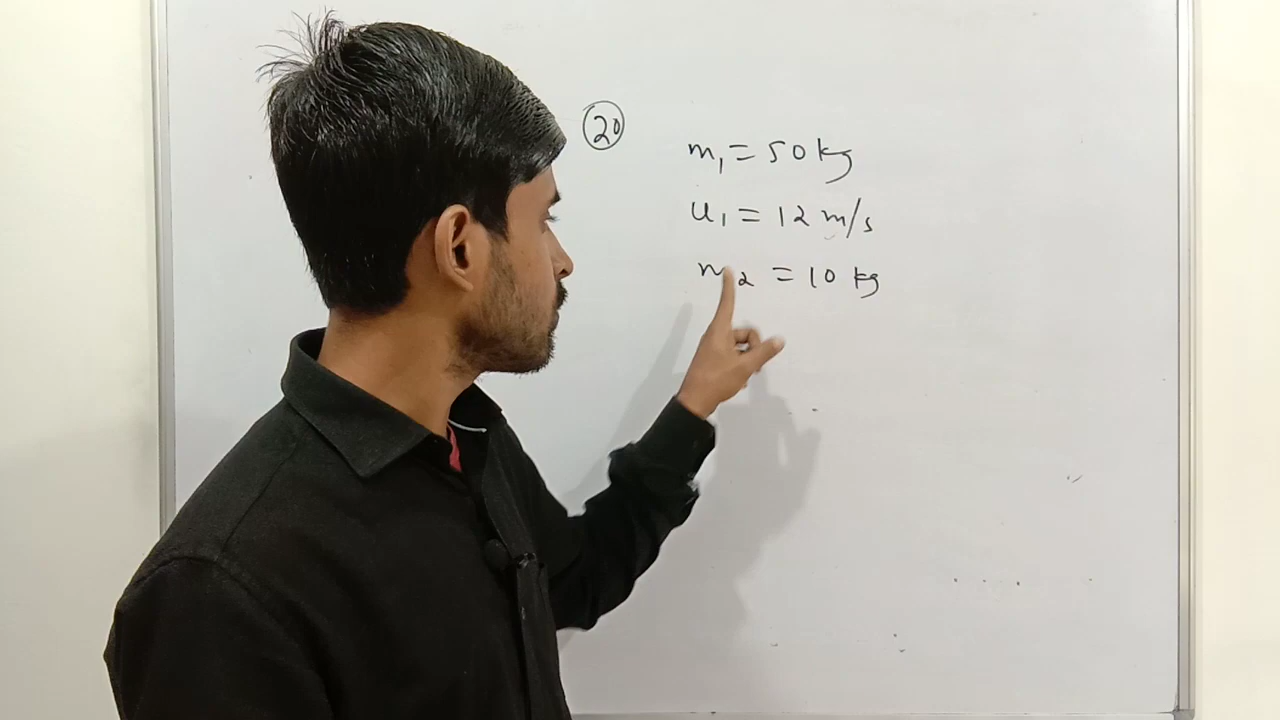 20
m₁ = 50 kg
u₁ = 12 m/s
m₂ = 10 kg